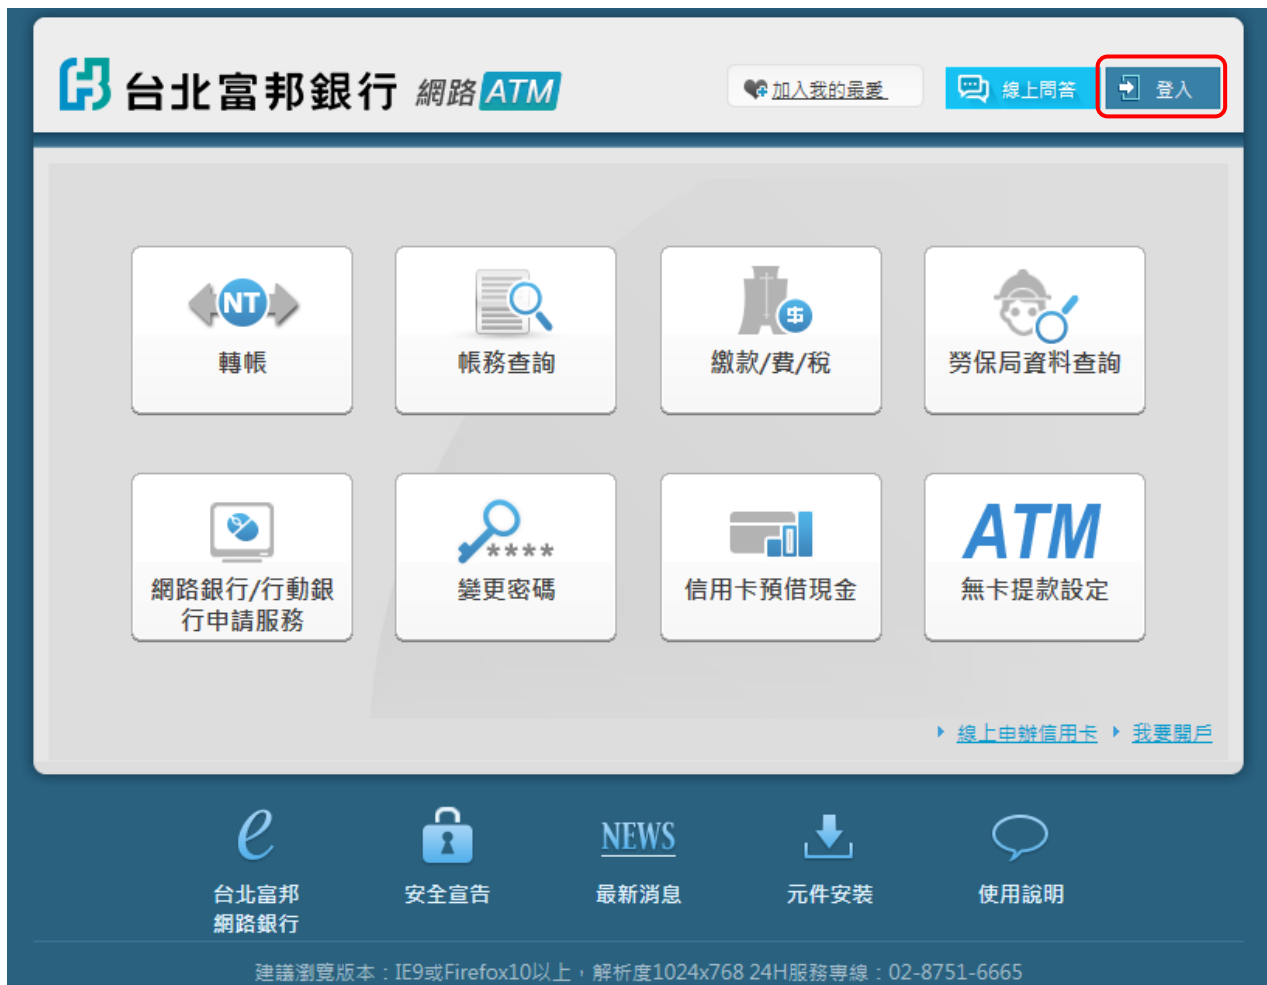 台北富邦銀行 網路ATM
加入我的最愛
線上問答
登入
NT
轉帳
帳務查詢
繳款/費/稅
勞保局資料查詢
網路銀行/行動銀
行申請服務
****
變更密碼
信用卡預借現金
ATM
無卡提款設定
線上申辦信用卡
我要開戶
e
台北富邦
網路銀行
安全宣告
NEWS
最新消息
元件安裝
使用說明
建議瀏覽版本：IE9或Firefox10以上，解析度1024x768 24H服務專線：02-8751-6665